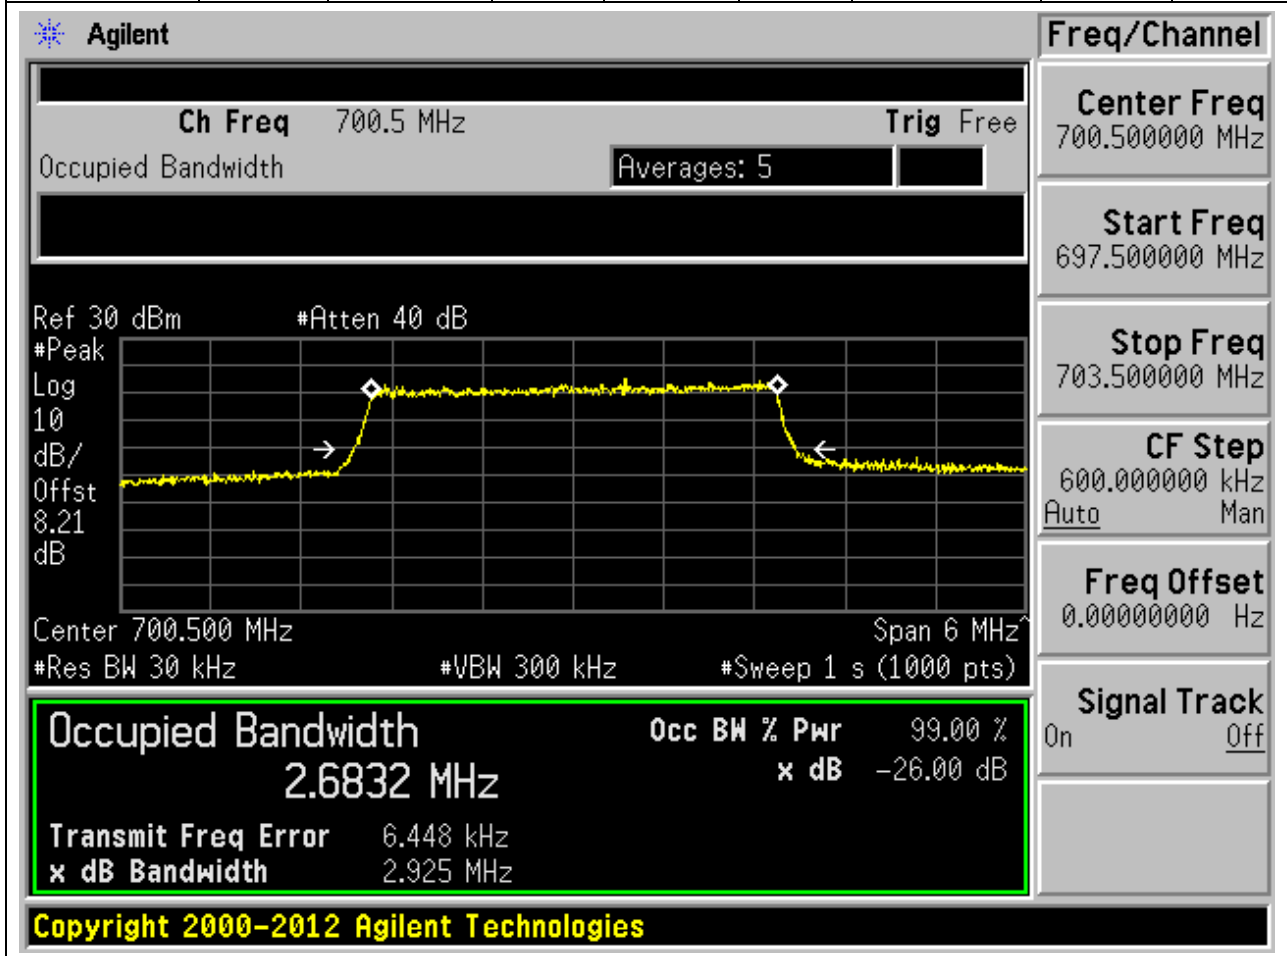 Agilent
Freq/Channel
Ch Freq 700.5 MHz Trig Free
Occupied Bandwidth Averages: 5
Center Freq
700.500000 MHz
Start Freq
697.500000 MHz
Stop Freq
703.500000 MHz
CF Step
600.000000 kHz
Auto Man
Freq Offset
0.00000000 Hz
Signal Track
On Off
Ref 30 dBm #Atten 40 dB
#Peak
Log
10
dB/
Offst
8.21
dB
Center 700.500 MHz Span 6 MHz^
#Res BW 30 kHz #VBW 300 kHz #Sweep 1 s (1000 pts)
Occupied Bandwidth Occ BW % Pwr 99.00 %
2.6832 MHz x dB -26.00 dB
Transmit Freq Error 6.448 kHz
x dB Bandwidth 2.925 MHz
Copyright 2000-2012 Agilent Technologies